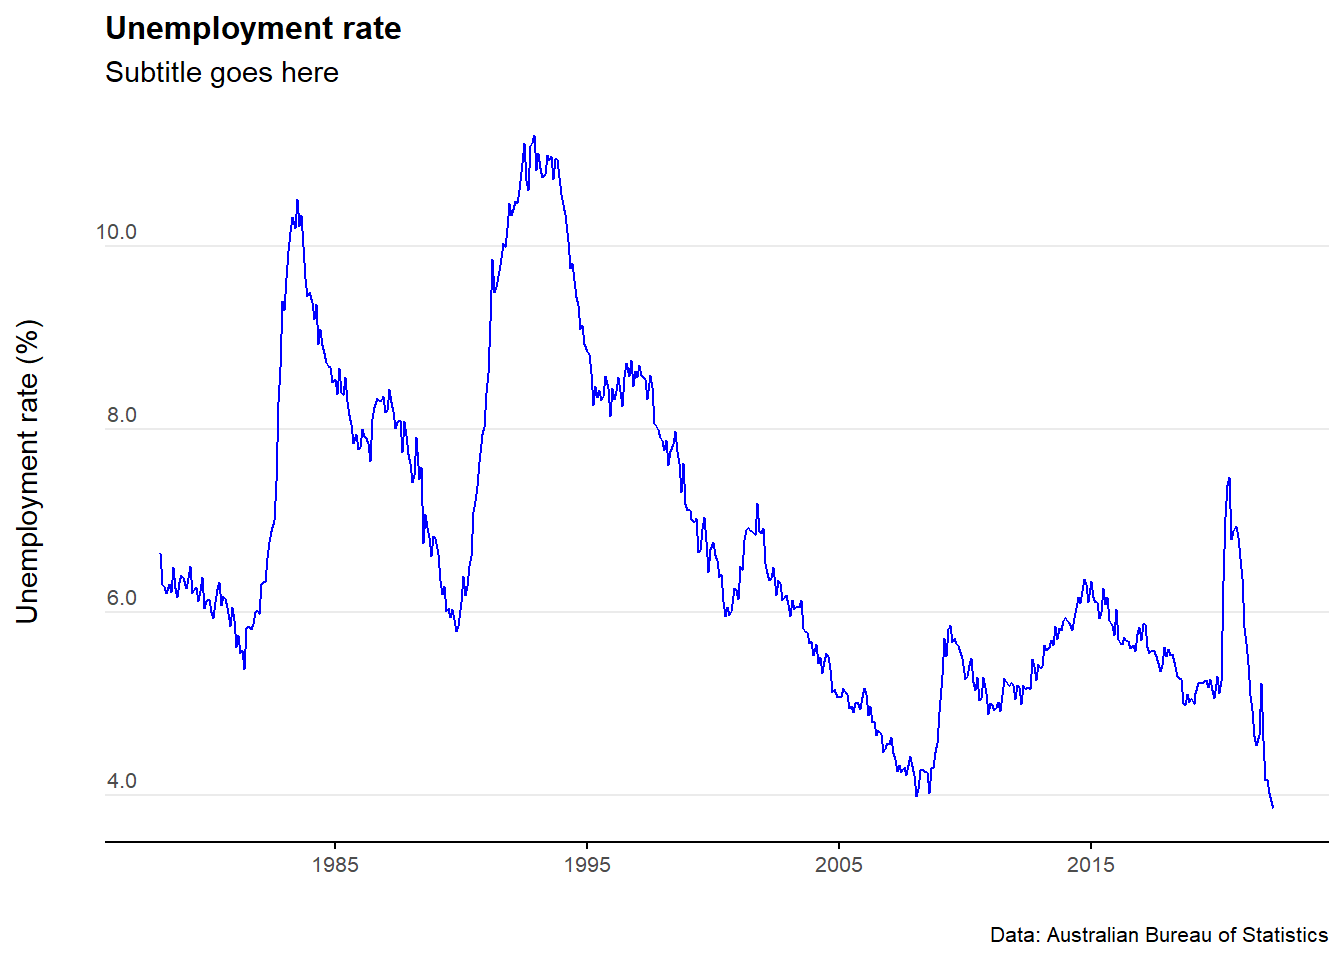 Unemployment rate
Subtitle goes here
Unemployment rate (%)
10.0
8.0
6.0
4.0
1985 1995 2005 2015
Data: Australian Bureau of Statistics